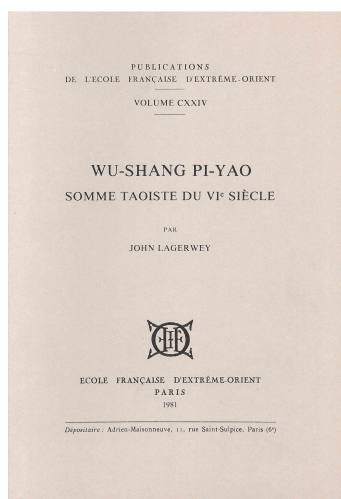 PUBLICATIONS
DE L'ECOLE FRANÇAISE D'EXTRÊME-ORIENT
VOLUME CXXIV
WU-SHANG PI-YAO
SOMME TAOISTE DU VIe SIÈCLE
PAR
JOHN LAGERWEY
ECOLE FRANÇAISE D'EXTRÊME-ORIENT
PARIS
1981
Dépositaire : Adrien-Maisonneuve, 11, rue Saint-Sulpice, Paris (6e)